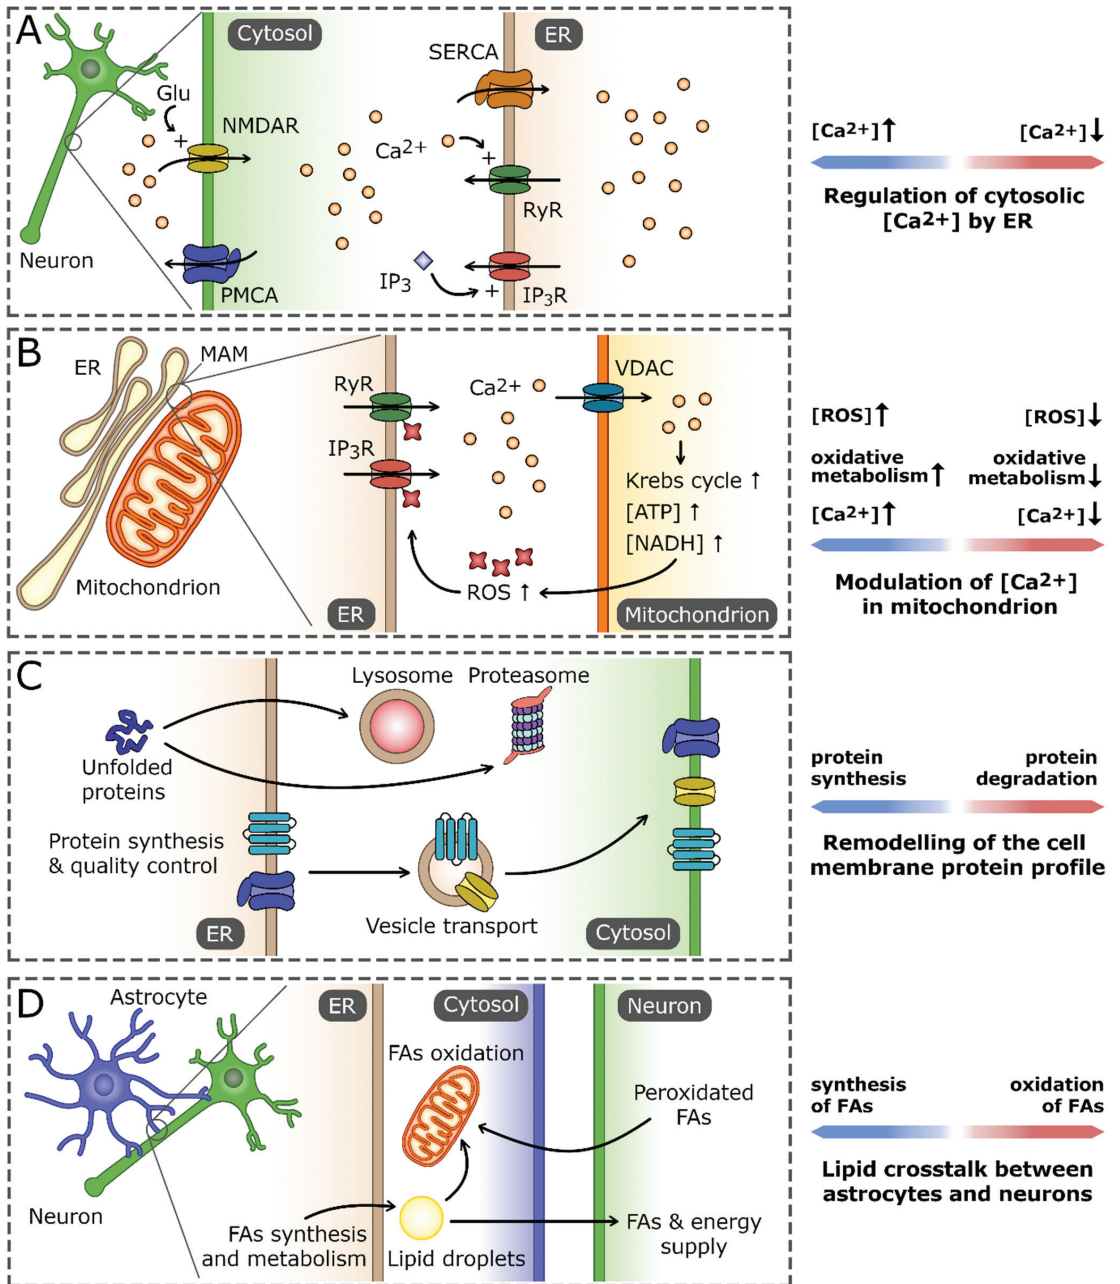 A
Cytosol
ER
SERCA
Glu
+
NMDAR
Ca2+
+
RyR
Neuron
PMCA
IP3
+
IP3R
[Ca2+]↑
[Ca2+]↓
Regulation of cytosolic
[Ca2+] by ER
B
ER
MAM
RyR
IP3R
Ca2+
VDAC
Krebs cycle ↑
[ATP] ↑
[NADH] ↑
ROS ↑
Mitochondrion
ER
Mitochondrion
[ROS]↑
[ROS]↓
oxidative
metabolism↑
oxidative
metabolism↓
[Ca2+]↑
[Ca2+]↓
Modulation of [Ca2+]
in mitochondrion
C
Lysosome
Proteasome
Unfolded
proteins
Protein synthesis
& quality control
Vesicle transport
ER
Cytosol
protein
synthesis
protein
degradation
Remodelling of the cell
membrane protein profile
D
Astrocyte
ER
Cytosol
Neuron
FAs oxidation
Peroxidated
FAs
Neuron
FAs synthesis
and metabolism
Lipid droplets
FAs & energy
supply
synthesis
of FAs
oxidation
of FAs
Lipid crosstalk between
astrocytes and neurons